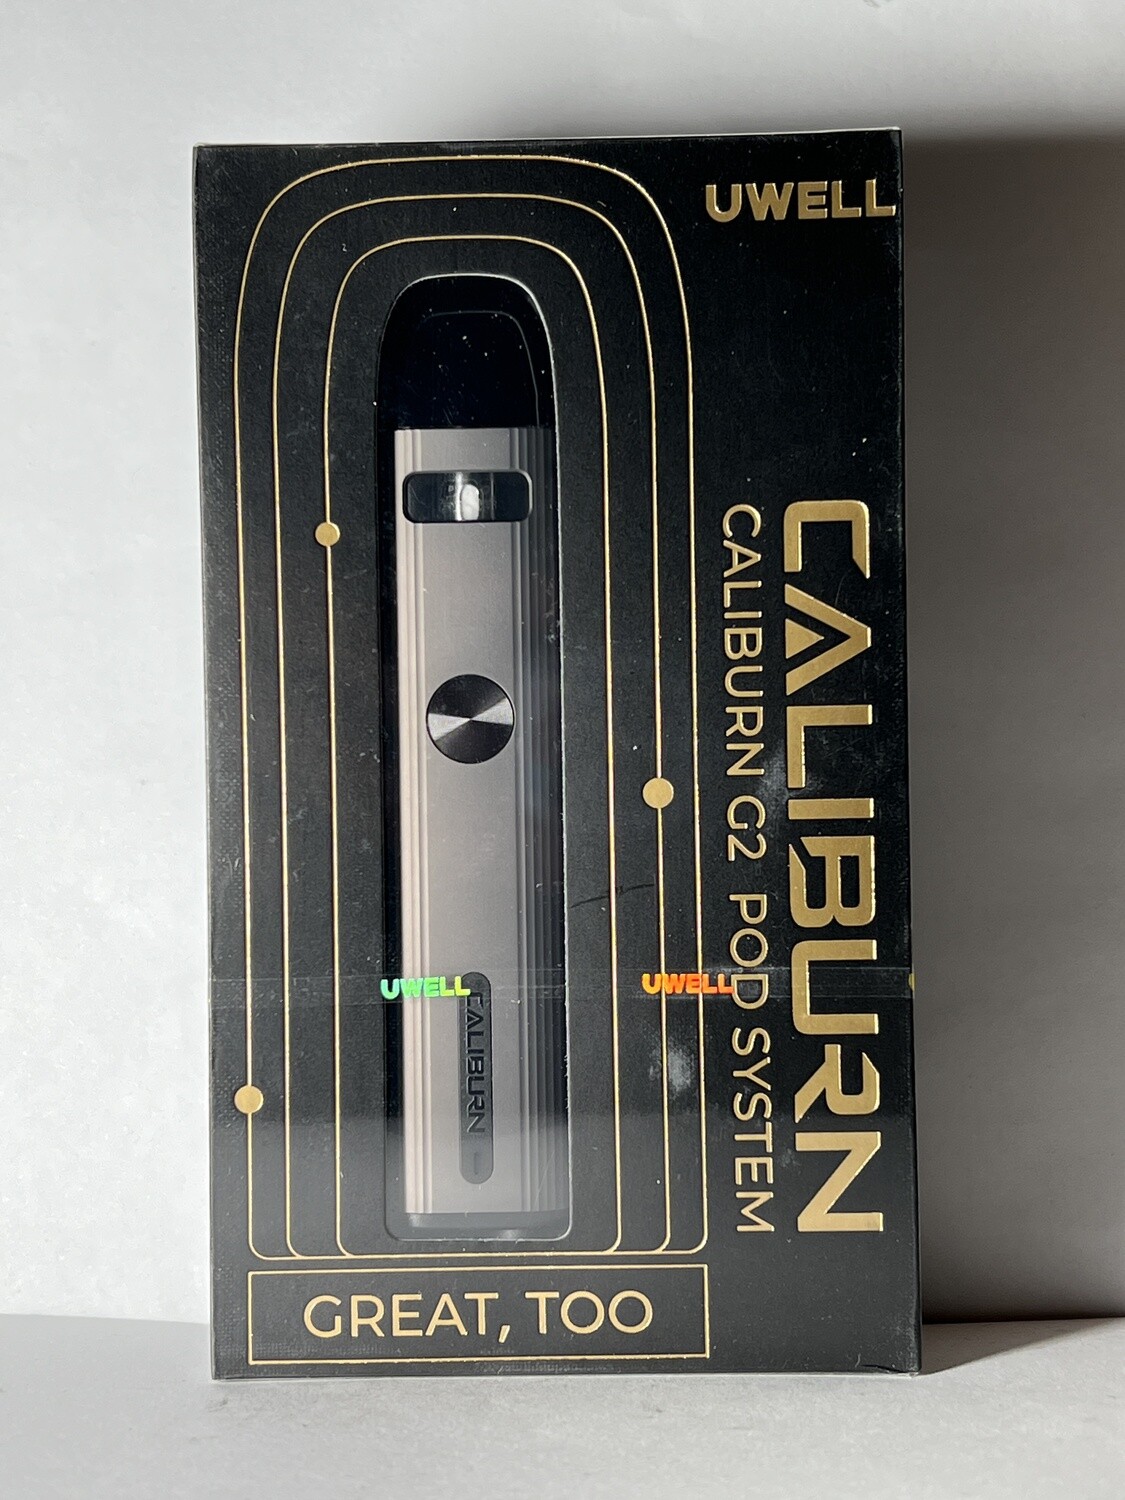 UWELL
CALIBURN
CALIBURN G2 POD SYSTEM
UWELL
UWELL
CALIBURN
GREAT, TOO